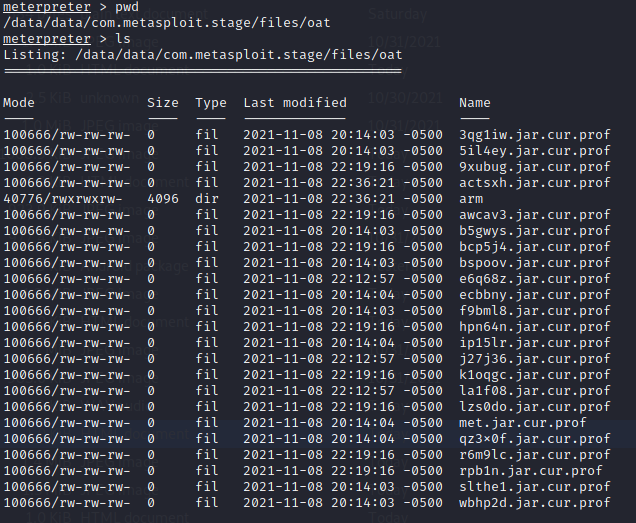 meterpreter > pwd
/data/data/com.metasploit.stage/files/oat
meterpreter > ls
Listing: /data/data/com.metasploit.stage/files/oat
==================================================
Mode Size Type Last modified Name
---- ---- ---- ------------- ----
100666/rw-rw-rw- 0 fil 2021-11-08 20:14:03 -0500 3qg1iw.jar.cur.prof
100666/rw-rw-rw- 0 fil 2021-11-08 20:14:03 -0500 5il4ey.jar.cur.prof
100666/rw-rw-rw- 0 fil 2021-11-08 22:19:16 -0500 9xubug.jar.cur.prof
100666/rw-rw-rw- 0 fil 2021-11-08 22:36:21 -0500 actsxh.jar.cur.prof
40776/rwxrwxrw- 4096 dir 2021-11-08 22:36:21 -0500 arm
100666/rw-rw-rw- 0 fil 2021-11-08 22:19:16 -0500 awcav3.jar.cur.prof
100666/rw-rw-rw- 0 fil 2021-11-08 20:14:03 -0500 b5gwys.jar.cur.prof
100666/rw-rw-rw- 0 fil 2021-11-08 22:19:16 -0500 bcp5j4.jar.cur.prof
100666/rw-rw-rw- 0 fil 2021-11-08 20:14:03 -0500 bspoov.jar.cur.prof
100666/rw-rw-rw- 0 fil 2021-11-08 22:12:57 -0500 e6q68z.jar.cur.prof
100666/rw-rw-rw- 0 fil 2021-11-08 20:14:04 -0500 ecbbny.jar.cur.prof
100666/rw-rw-rw- 0 fil 2021-11-08 20:14:03 -0500 f9bml8.jar.cur.prof
100666/rw-rw-rw- 0 fil 2021-11-08 22:19:16 -0500 hpn64n.jar.cur.prof
100666/rw-rw-rw- 0 fil 2021-11-08 20:14:04 -0500 ip15lr.jar.cur.prof
100666/rw-rw-rw- 0 fil 2021-11-08 22:12:57 -0500 j27j36.jar.cur.prof
100666/rw-rw-rw- 0 fil 2021-11-08 22:19:16 -0500 k1oqgc.jar.cur.prof
100666/rw-rw-rw- 0 fil 2021-11-08 22:12:57 -0500 la1f08.jar.cur.prof
100666/rw-rw-rw- 0 fil 2021-11-08 22:19:16 -0500 lzs0do.jar.cur.prof
100666/rw-rw-rw- 0 fil 2021-11-08 20:14:04 -0500 met.jar.cur.prof
100666/rw-rw-rw- 0 fil 2021-11-08 20:14:04 -0500 qz3×0f.jar.cur.prof
100666/rw-rw-rw- 0 fil 2021-11-08 22:19:16 -0500 r6m9lc.jar.cur.prof
100666/rw-rw-rw- 0 fil 2021-11-08 22:19:16 -0500 rpb1n.jar.cur.prof
100666/rw-rw-rw- 0 fil 2021-11-08 20:14:03 -0500 slthe1.jar.cur.prof
100666/rw-rw-rw- 0 fil 2021-11-08 20:14:03 -0500 wbhp2d.jar.cur.prof